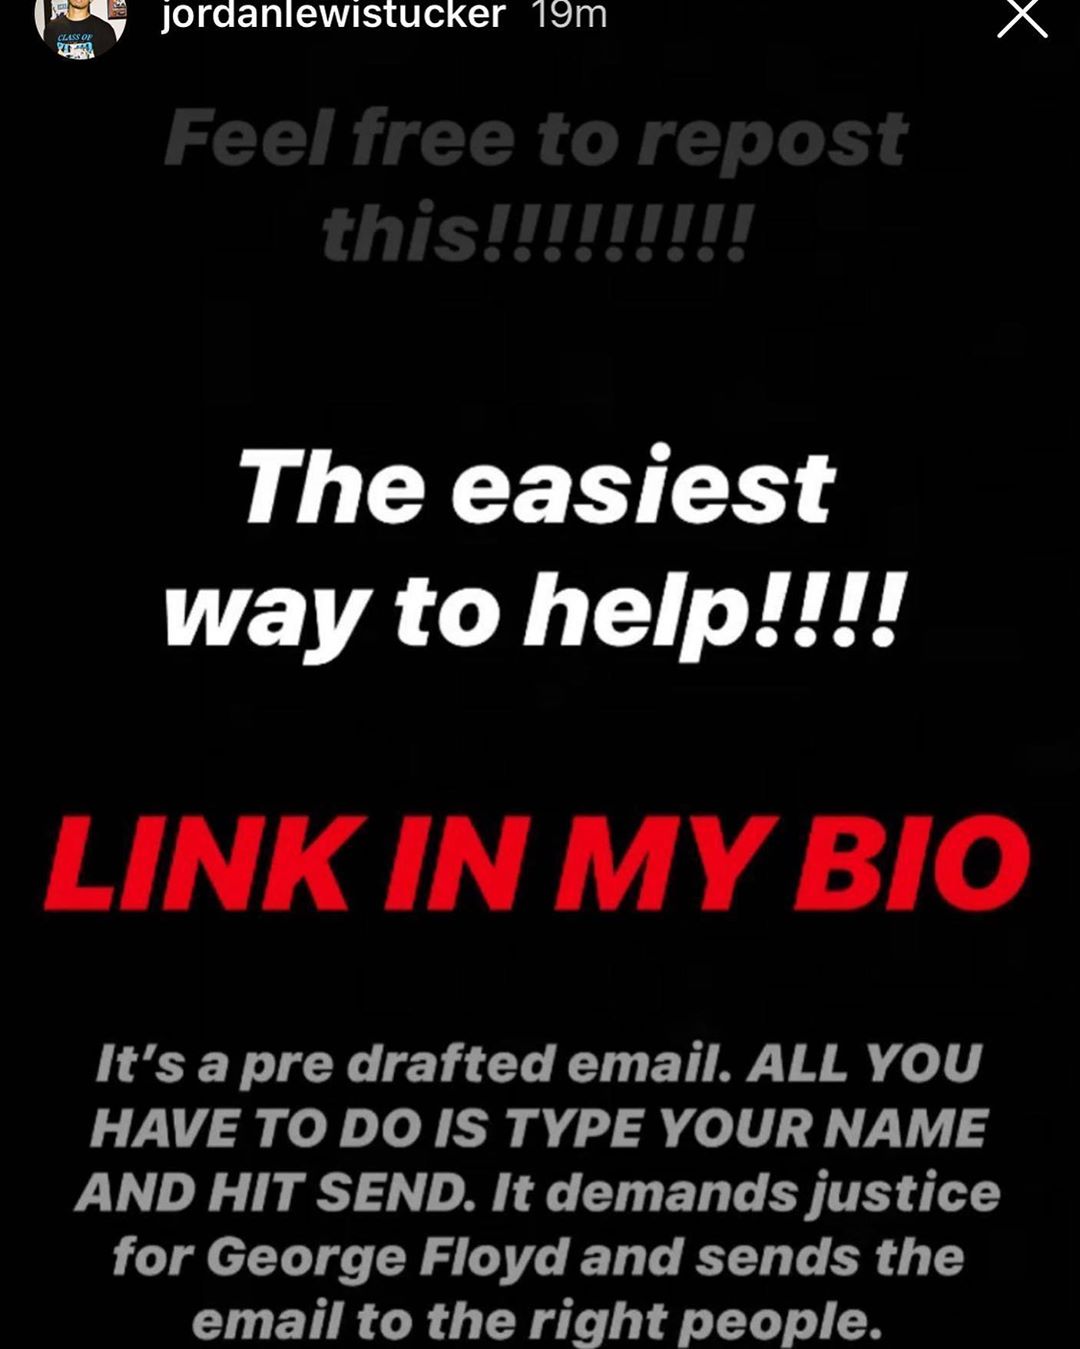 jordanlewistucker 19m
CLASS OF
Feel free to repost
this!!!!!!!!!
The easiest
way to help!!!!
LINK IN MY BIO
It's a pre drafted email. ALL YOU
HAVE TO DO IS TYPE YOUR NAME
AND HIT SEND. It demands justice
for George Floyd and sends the
email to the right people.